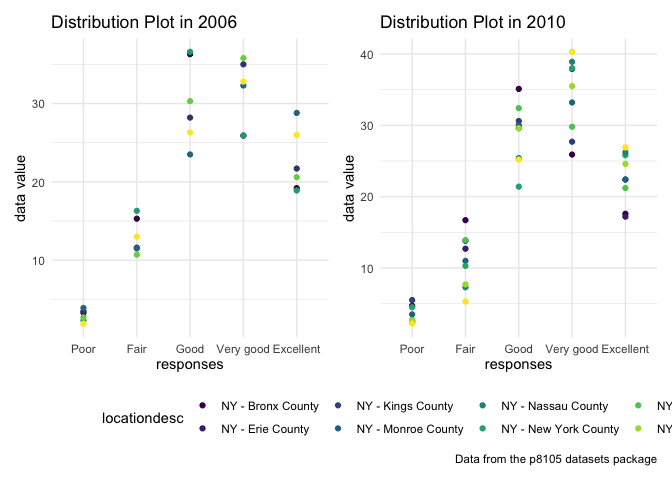 Distribution Plot in 2006
Distribution Plot in 2010
data value
30
20
10
Poor Fair Good Very good Excellent
responses
data value
40
30
20
10
Poor Fair Good Very good Excellent
responses
locationdesc
NY - Bronx County NY - Kings County NY - Nassau County NY
NY - Erie County NY - Monroe County NY - New York County NY
Data from the p8105 datasets package